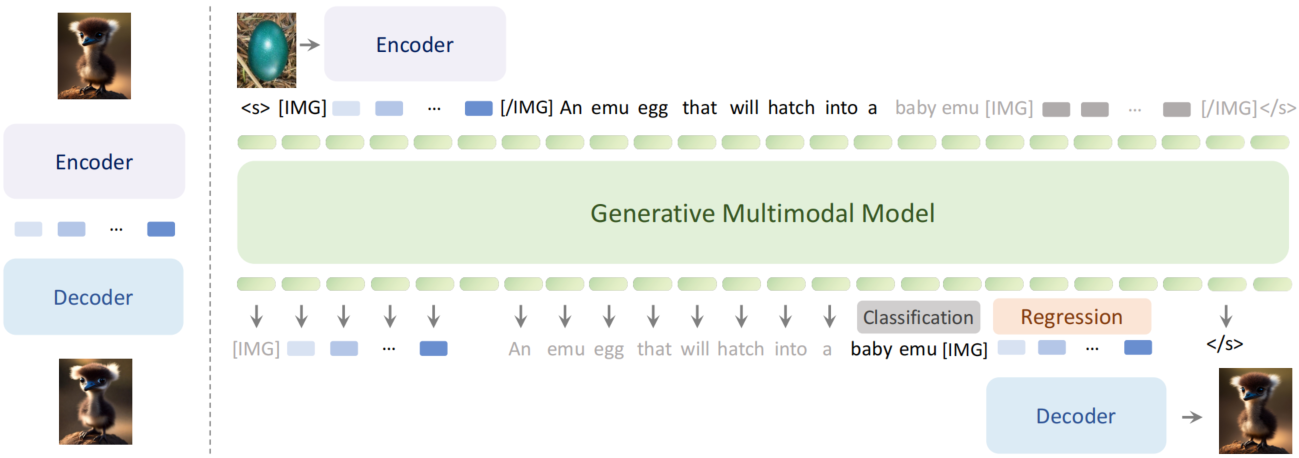 Encoder
...
Decoder
Encoder
<s> [IMG] ... [/IMG] An emu egg that will hatch into a baby emu [IMG] ... [/IMG] </s>
Generative Multimodal Model
Classification Regression
[IMG] ... An emu egg that will hatch into a baby emu [IMG] ... </s>
Decoder